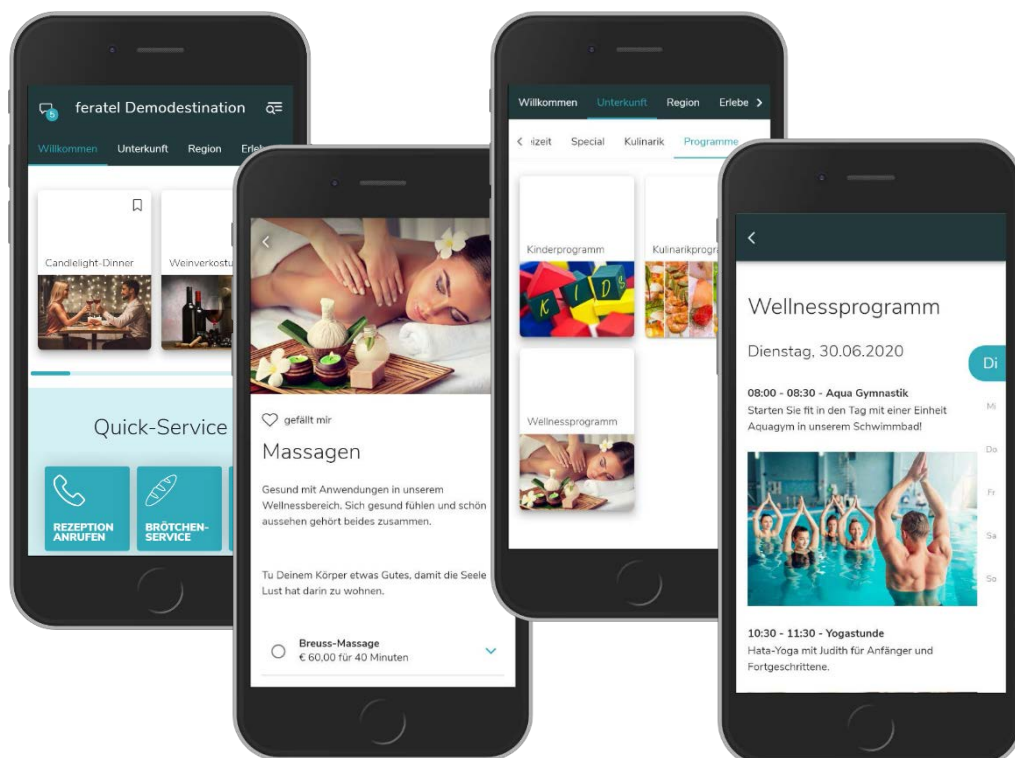 5
feratel Demodestination
Willkommen Unterkunft Region
Candlelight-Dinner
Quick-Service
REZEPTION
ANRUFEN
BRÖTCHEN-
SERVICE
gefällt mir
Massagen
Gesund mit Anwendungen in unserem
Wellnessbereich. Sich gesund fühlen und schön
aussehen gehört beides zusammen.
Tu Deinem Körper etwas Gutes, damit die Seele
Lust hat darin zu wohnen.
Breuss-Massage
€ 60,00 für 40 Minuten
Willkommen Unterkunft Region Erlebe
eizeit Special Kulinarik Programme
Kinderprogramm
KIDS
Wellnessprogramm
Wellnessprogramm
Dienstag, 30.06.2020
Di
Mi
Do
Fr
Sa
So
08:00 - 08:30 - Aqua Gymnastik
Starten Sie fit in den Tag mit einer Einheit
Aquagym in unserem Schwimmbad!
10:30 - 11:30 - Yogastunde
Hata-Yoga mit Judith für Anfänger und
Fortgeschrittene.